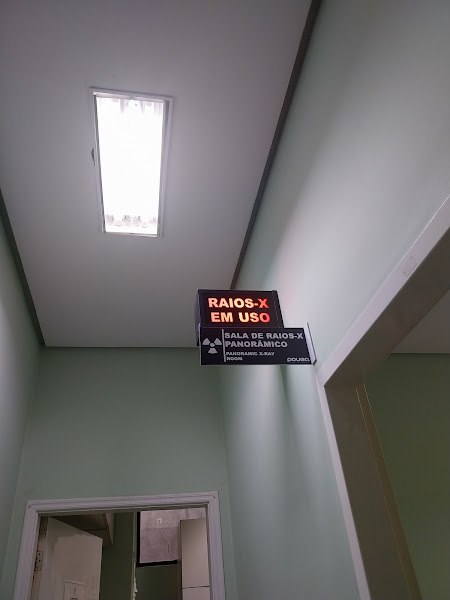 RAIOS-X
EM USO
SALA DE RAIOS-X
PANORÂMICO
PANORAMIC X-RAY
ROOM